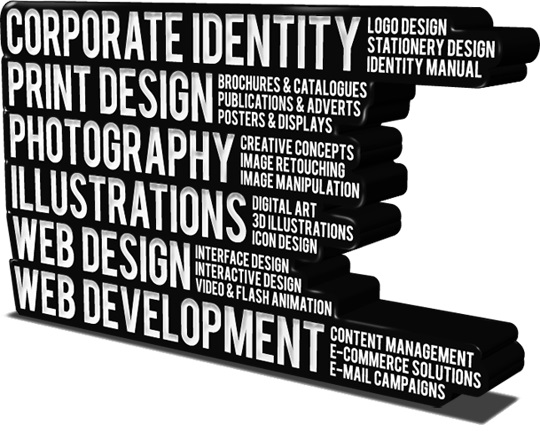 CORPORATE IDENTITY
LOGO DESIGN
STATIONERY DESIGN
IDENTITY MANUAL
PRINT DESIGN
BROCHURES & CATALOGUES
PUBLICATIONS & ADVERTS
POSTERS & DISPLAYS
PHOTOGRAPHY
CREATIVE CONCEPTS
IMAGE RETOUCHING
IMAGE MANIPULATION
ILLUSTRATIONS
DIGITAL ART
3D ILLUSTRATIONS
ICON DESIGN
WEB DESIGN
INTERFACE DESIGN
INTERACTIVE DESIGN
VIDEO & FLASH ANIMATION
WEB DEVELOPMENT
CONTENT MANAGEMENT
E-COMMERCE SOLUTIONS
E-MAIL CAMPAIGNS